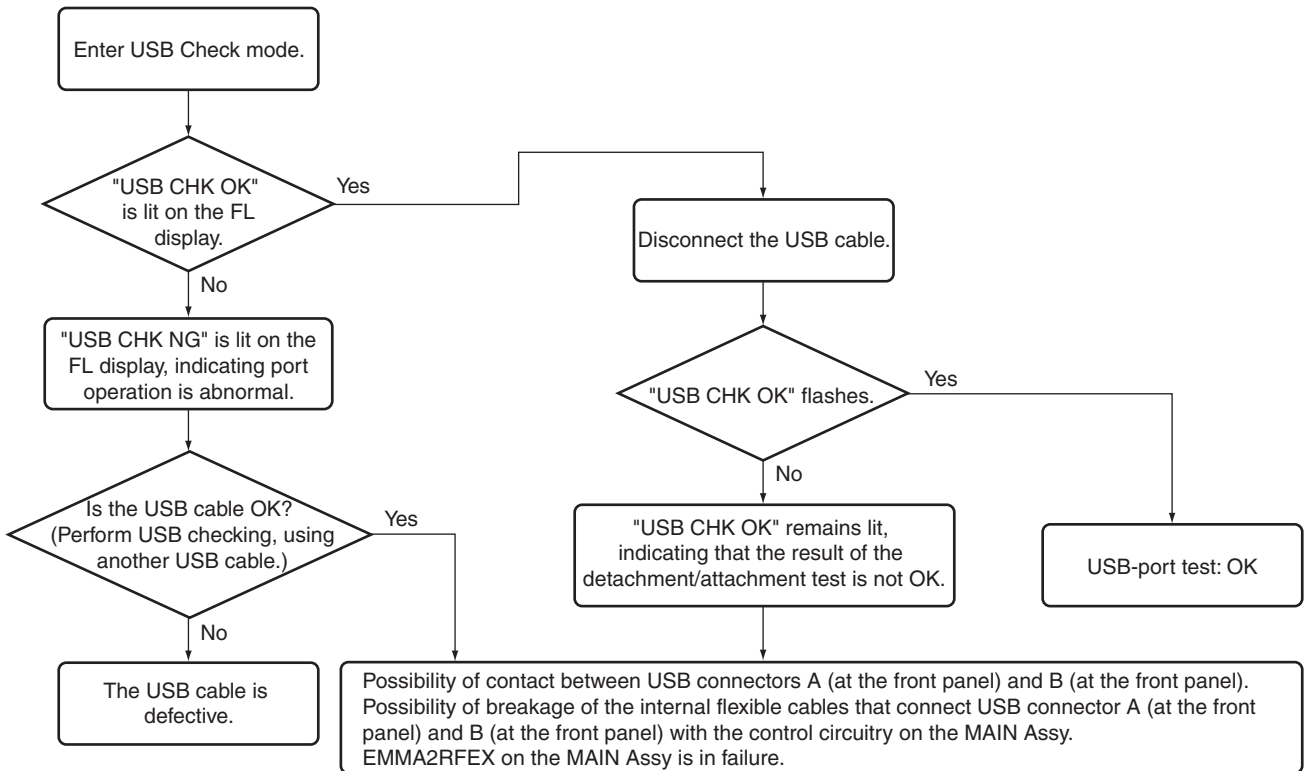 Enter USB Check mode.
"USB CHK OK"
is lit on the FL
display.
Yes
No
Disconnect the USB cable.
"USB CHK NG" is lit on the
FL display, indicating port
operation is abnormal.
"USB CHK OK" flashes.
Yes
No
Is the USB cable OK?
(Perform USB checking, using
another USB cable.)
Yes
No
"USB CHK OK" remains lit,
indicating that the result of the
detachment/attachment test is not OK.
USB-port test: OK
The USB cable is
defective.
Possibility of contact between USB connectors A (at the front panel) and B (at the front panel).
Possibility of breakage of the internal flexible cables that connect USB connector A (at the front
panel) and B (at the front panel) with the control circuitry on the MAIN Assy.
EMMA2RFEX on the MAIN Assy is in failure.